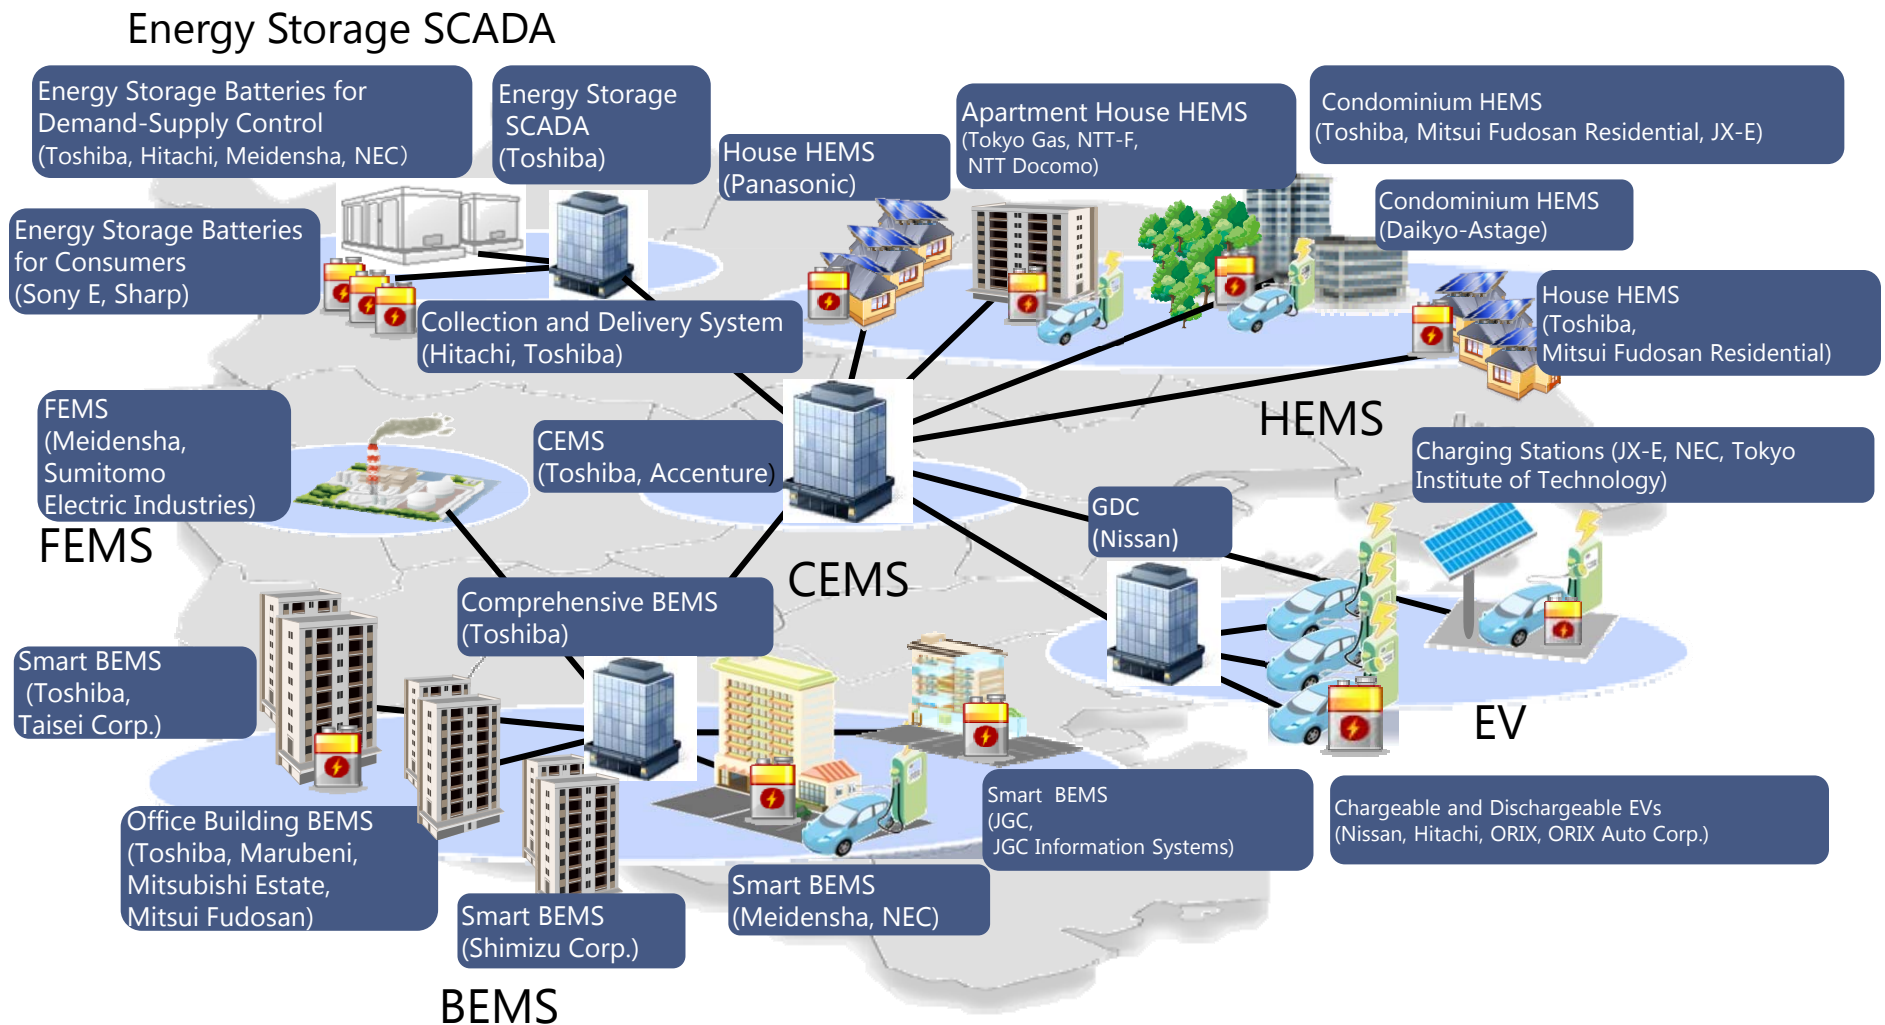 Energy Storage SCADA
Energy Storage Batteries for
Demand-Supply Control
(Toshiba, Hitachi, Meidensha, NEC)
Energy Storage
SCADA
(Toshiba)
House HEMS
(Panasonic)
Apartment House HEMS
(Tokyo Gas, NTT-F,
NTT Docomo)
Condominium HEMS
(Toshiba, Mitsui Fudosan Residential, JX-E)
Condominium HEMS
(Daikyo-Astage)
Energy Storage Batteries
for Consumers
(Sony E, Sharp)
House HEMS
(Toshiba,
Mitsui Fudosan Residential)
Collection and Delivery System
(Hitachi, Toshiba)
HEMS
FEMS
(Meidensha,
Sumitomo
Electric Industries)
FEMS
CEMS
(Toshiba, Accenture)
CEMS
Charging Stations (JX-E, NEC, Tokyo
Institute of Technology)
GDC
(Nissan)
Comprehensive BEMS
(Toshiba)
Smart BEMS
(Toshiba,
Taisei Corp.)
EV
Office Building BEMS
(Toshiba, Marubeni,
Mitsubishi Estate,
Mitsui Fudosan)
Smart BEMS
(Shimizu Corp.)
Smart BEMS
(Meidensha, NEC)
Smart BEMS
(JGC,
JGC Information Systems)
Chargeable and Dischargeable EVs
(Nissan, Hitachi, ORIX, ORIX Auto Corp.)
BEMS